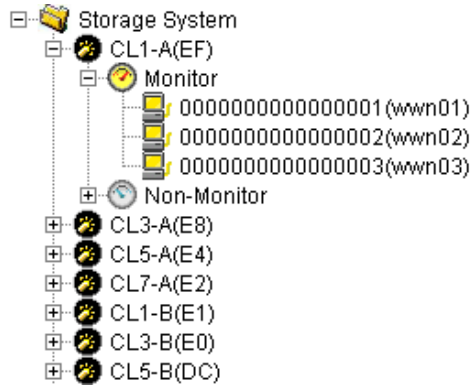 Storage System
CL1-A(EF)
Monitor
0000000000000001(wwn01)
0000000000000002(wwn02)
0000000000000003(wwn03)
Non-Monitor
CL3-A(E8)
CL5-A(E4)
CL7-A(E2)
CL1-B(E1)
CL3-B(E0)
CL5-B(DC)